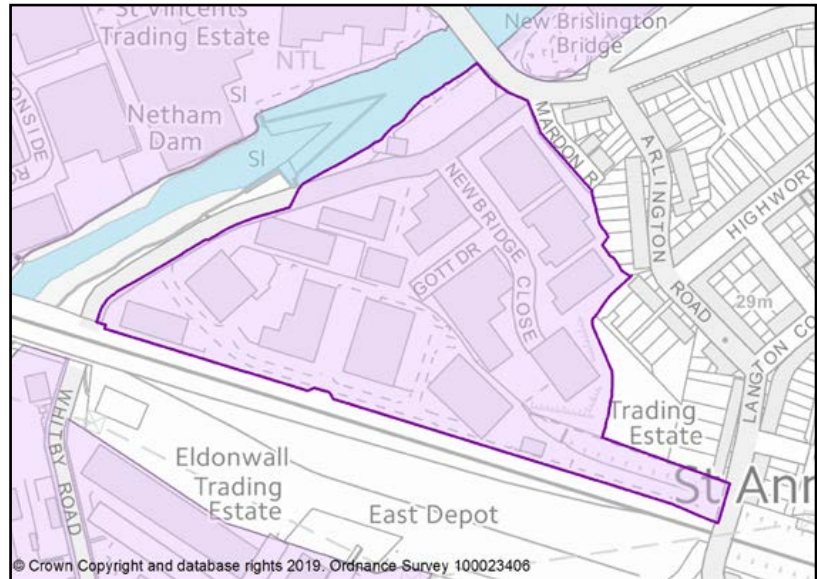 St Vincents
Trading Estate
NTL
New Brislington
Bridge
SI
Netham
Dam
SI
MARDON R
ARLINGTON
ROAD
HIGHWORT
NEWBRIDGE
CLOSE
GOTT DR
29m
LANGTON CO
WHITBY ROAD
Trading
Estate
St Ann
Eldonwall
Trading
Estate
East Depot
© Crown Copyright and database rights 2019. Ordnance Survey 100023406